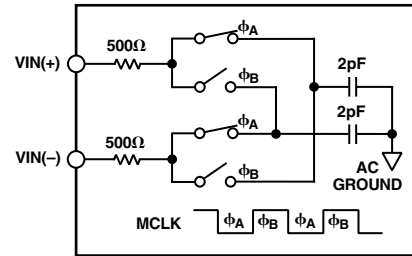 ϕA
500Ω
VIN(+)
2pF
ϕB
2pF
500Ω
ϕA
VIN(–)
ϕB
AC
GROUND
MCLK
ϕA ϕB ϕA ϕB